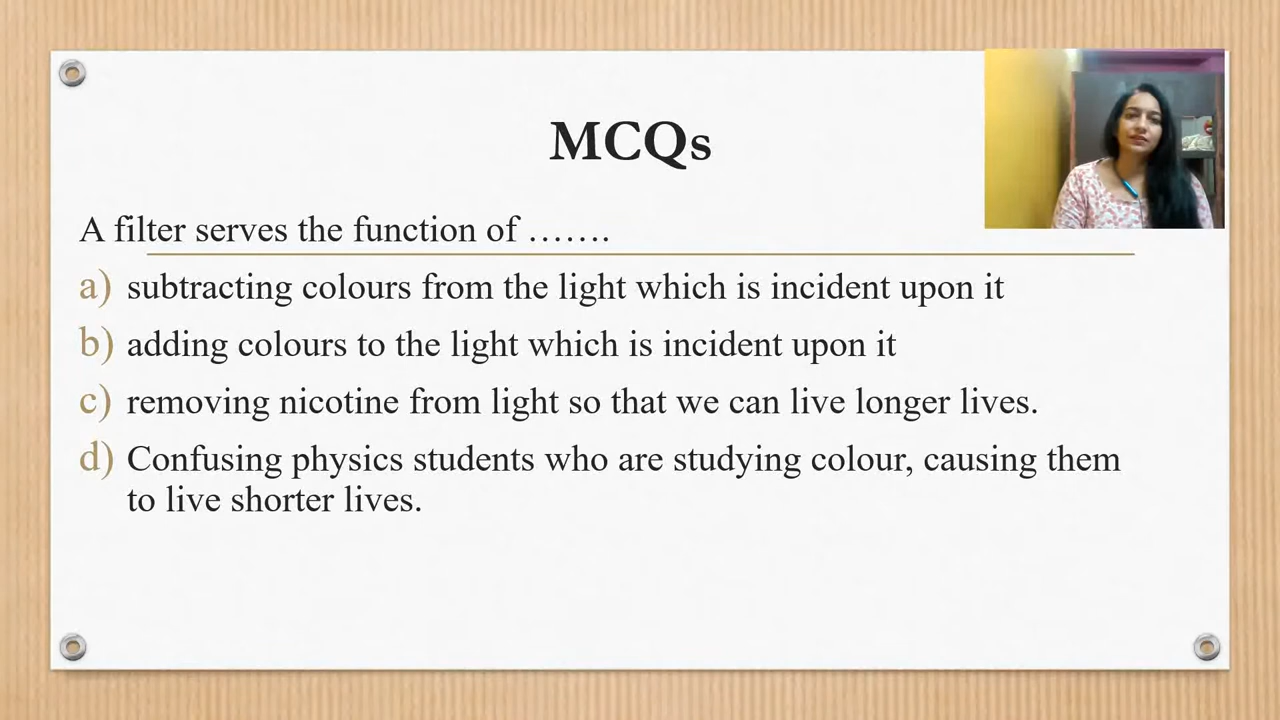 MCQs
A filter serves the function of …….
a) subtracting colours from the light which is incident upon it
b) adding colours to the light which is incident upon it
c) removing nicotine from light so that we can live longer lives.
d) Confusing physics students who are studying colour, causing them
to live shorter lives.